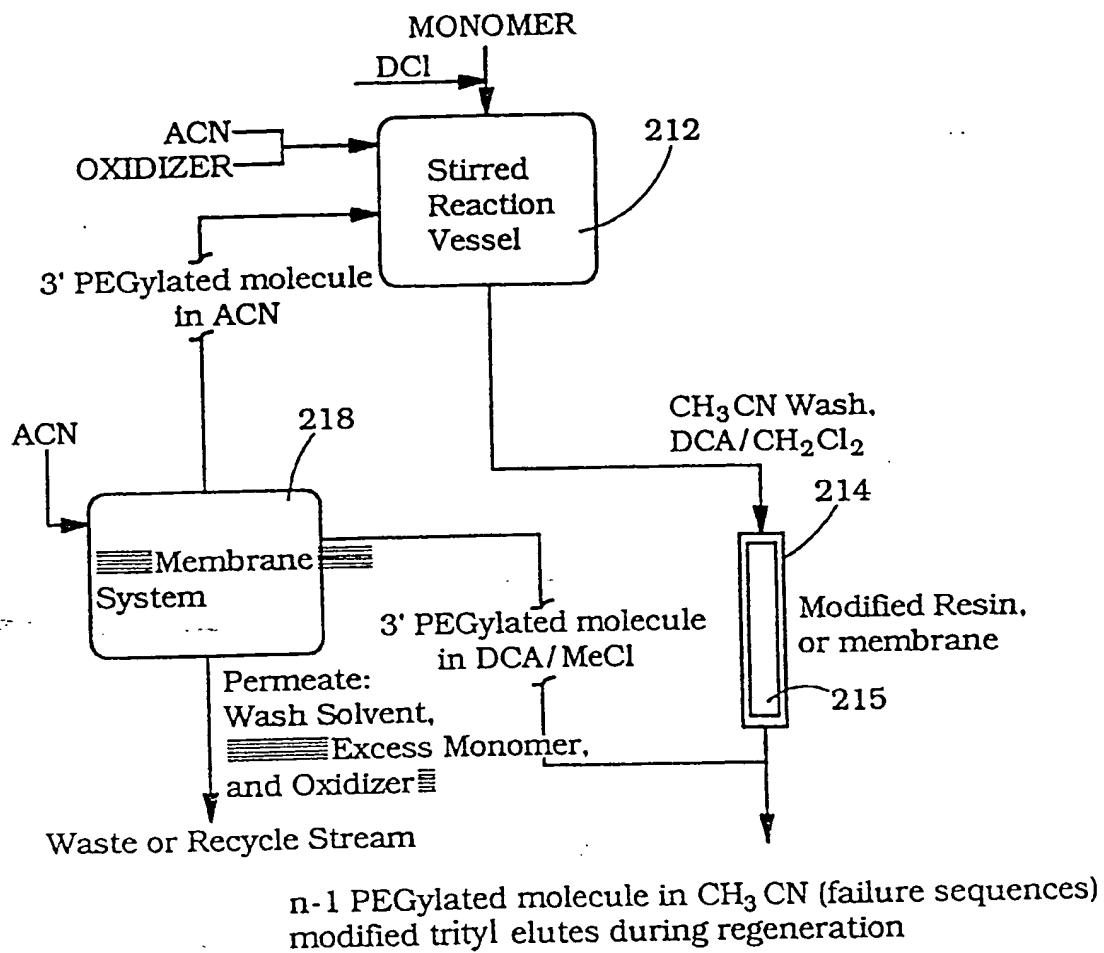 MONOMER
DCl
ACN
OXIDIZER
212
Stirred
Reaction
Vessel
3' PEGylated molecule
in ACN
CH3CN Wash,
DCA/CH2Cl2
ACN
218
214
Membrane
System
3' PEGylated molecule
in DCA/MeCl
Modified Resin,
or membrane
215
Permeate:
Wash Solvent,
Excess Monomer,
and Oxidizer
Waste or Recycle Stream
n-1 PEGylated molecule in CH3CN (failure sequences)
modified trityl elutes during regeneration